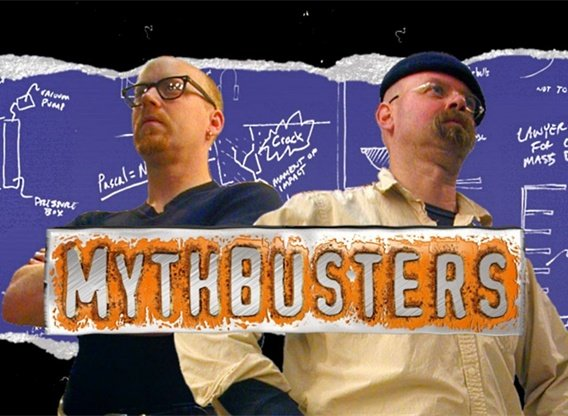 VACUUM
PUMP
PRESSURE
BOX
PASCAL = N
Crack
MOMENT OF
IMPACT
NOT TO
LAWYER
FOR C
MASS
MYTHBUSTERS